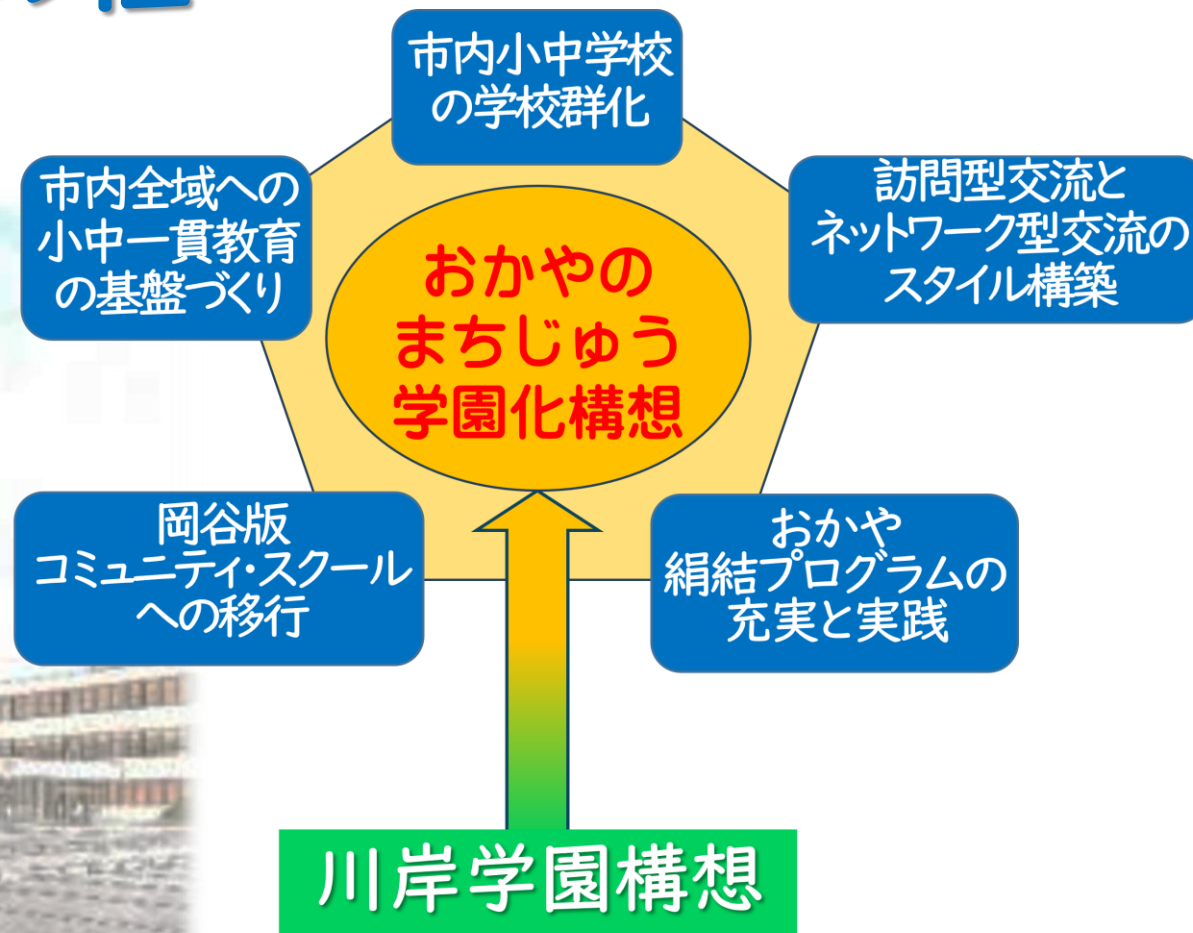 市内小中学校
の学校群化
市内全域への
小中一貫教育
の基盤づくり
訪問型交流と
ネットワーク型交流の
スタイル構築
おかやの
まちじゅう
学園化構想
岡谷版
コミュニティ・スクール
への移行
おかや
絹結プログラムの
充実と実践
川岸学園構想